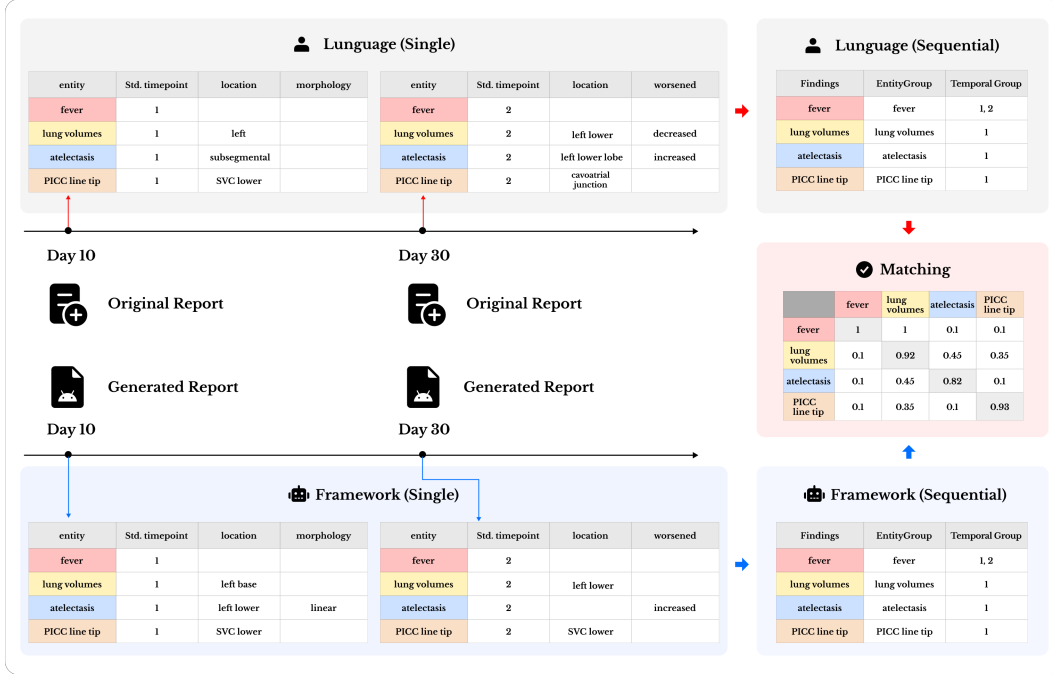 Lunguage (Single)
entity Std. timepoint location morphology
fever 1
lung volumes 1 left
atelectasis 1 subsegmental
PICC line tip 1 SVC lower
entity Std. timepoint location worsened
fever 2
lung volumes 2 left lower decreased
atelectasis 2 left lower lobe increased
PICC line tip 2 cavoatrial
junction
Lunguage (Sequential)
Findings EntityGroup Temporal Group
fever fever 1, 2
lung volumes lung volumes 1
atelectasis atelectasis 1
PICC line tip PICC line tip 1
Day 10
Day 30
Original Report
Original Report
Generated Report
Generated Report
Day 10
Day 30
Matching
fever lung
volumes atelectasis PICC
line tip
fever 1 1 0.1 0.1
lung
volumes 0.1 0.92 0.45 0.35
atelectasis 0.1 0.45 0.82 0.1
PICC
line tip 0.1 0.35 0.1 0.93
Framework (Single)
entity Std. timepoint location morphology
fever 1
lung volumes 1 left base
atelectasis 1 left lower linear
PICC line tip 1 SVC lower
entity Std. timepoint location worsened
fever 2
lung volumes 2 left lower
atelectasis 2 increased
PICC line tip 2 SVC lower
Framework (Sequential)
Findings EntityGroup Temporal Group
fever fever 1, 2
lung volumes lung volumes 1
atelectasis atelectasis 1
PICC line tip PICC line tip 1